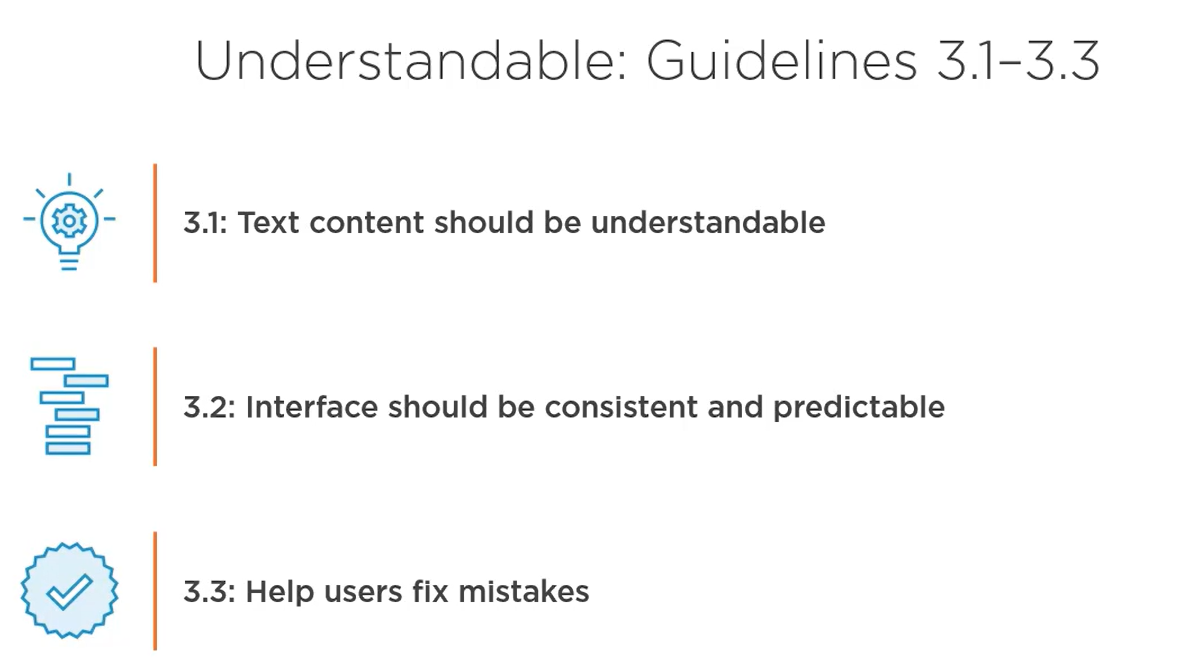 Understandable: Guidelines 3.1–3.3
3.1: Text content should be understandable
3.2: Interface should be consistent and predictable
3.3: Help users fix mistakes